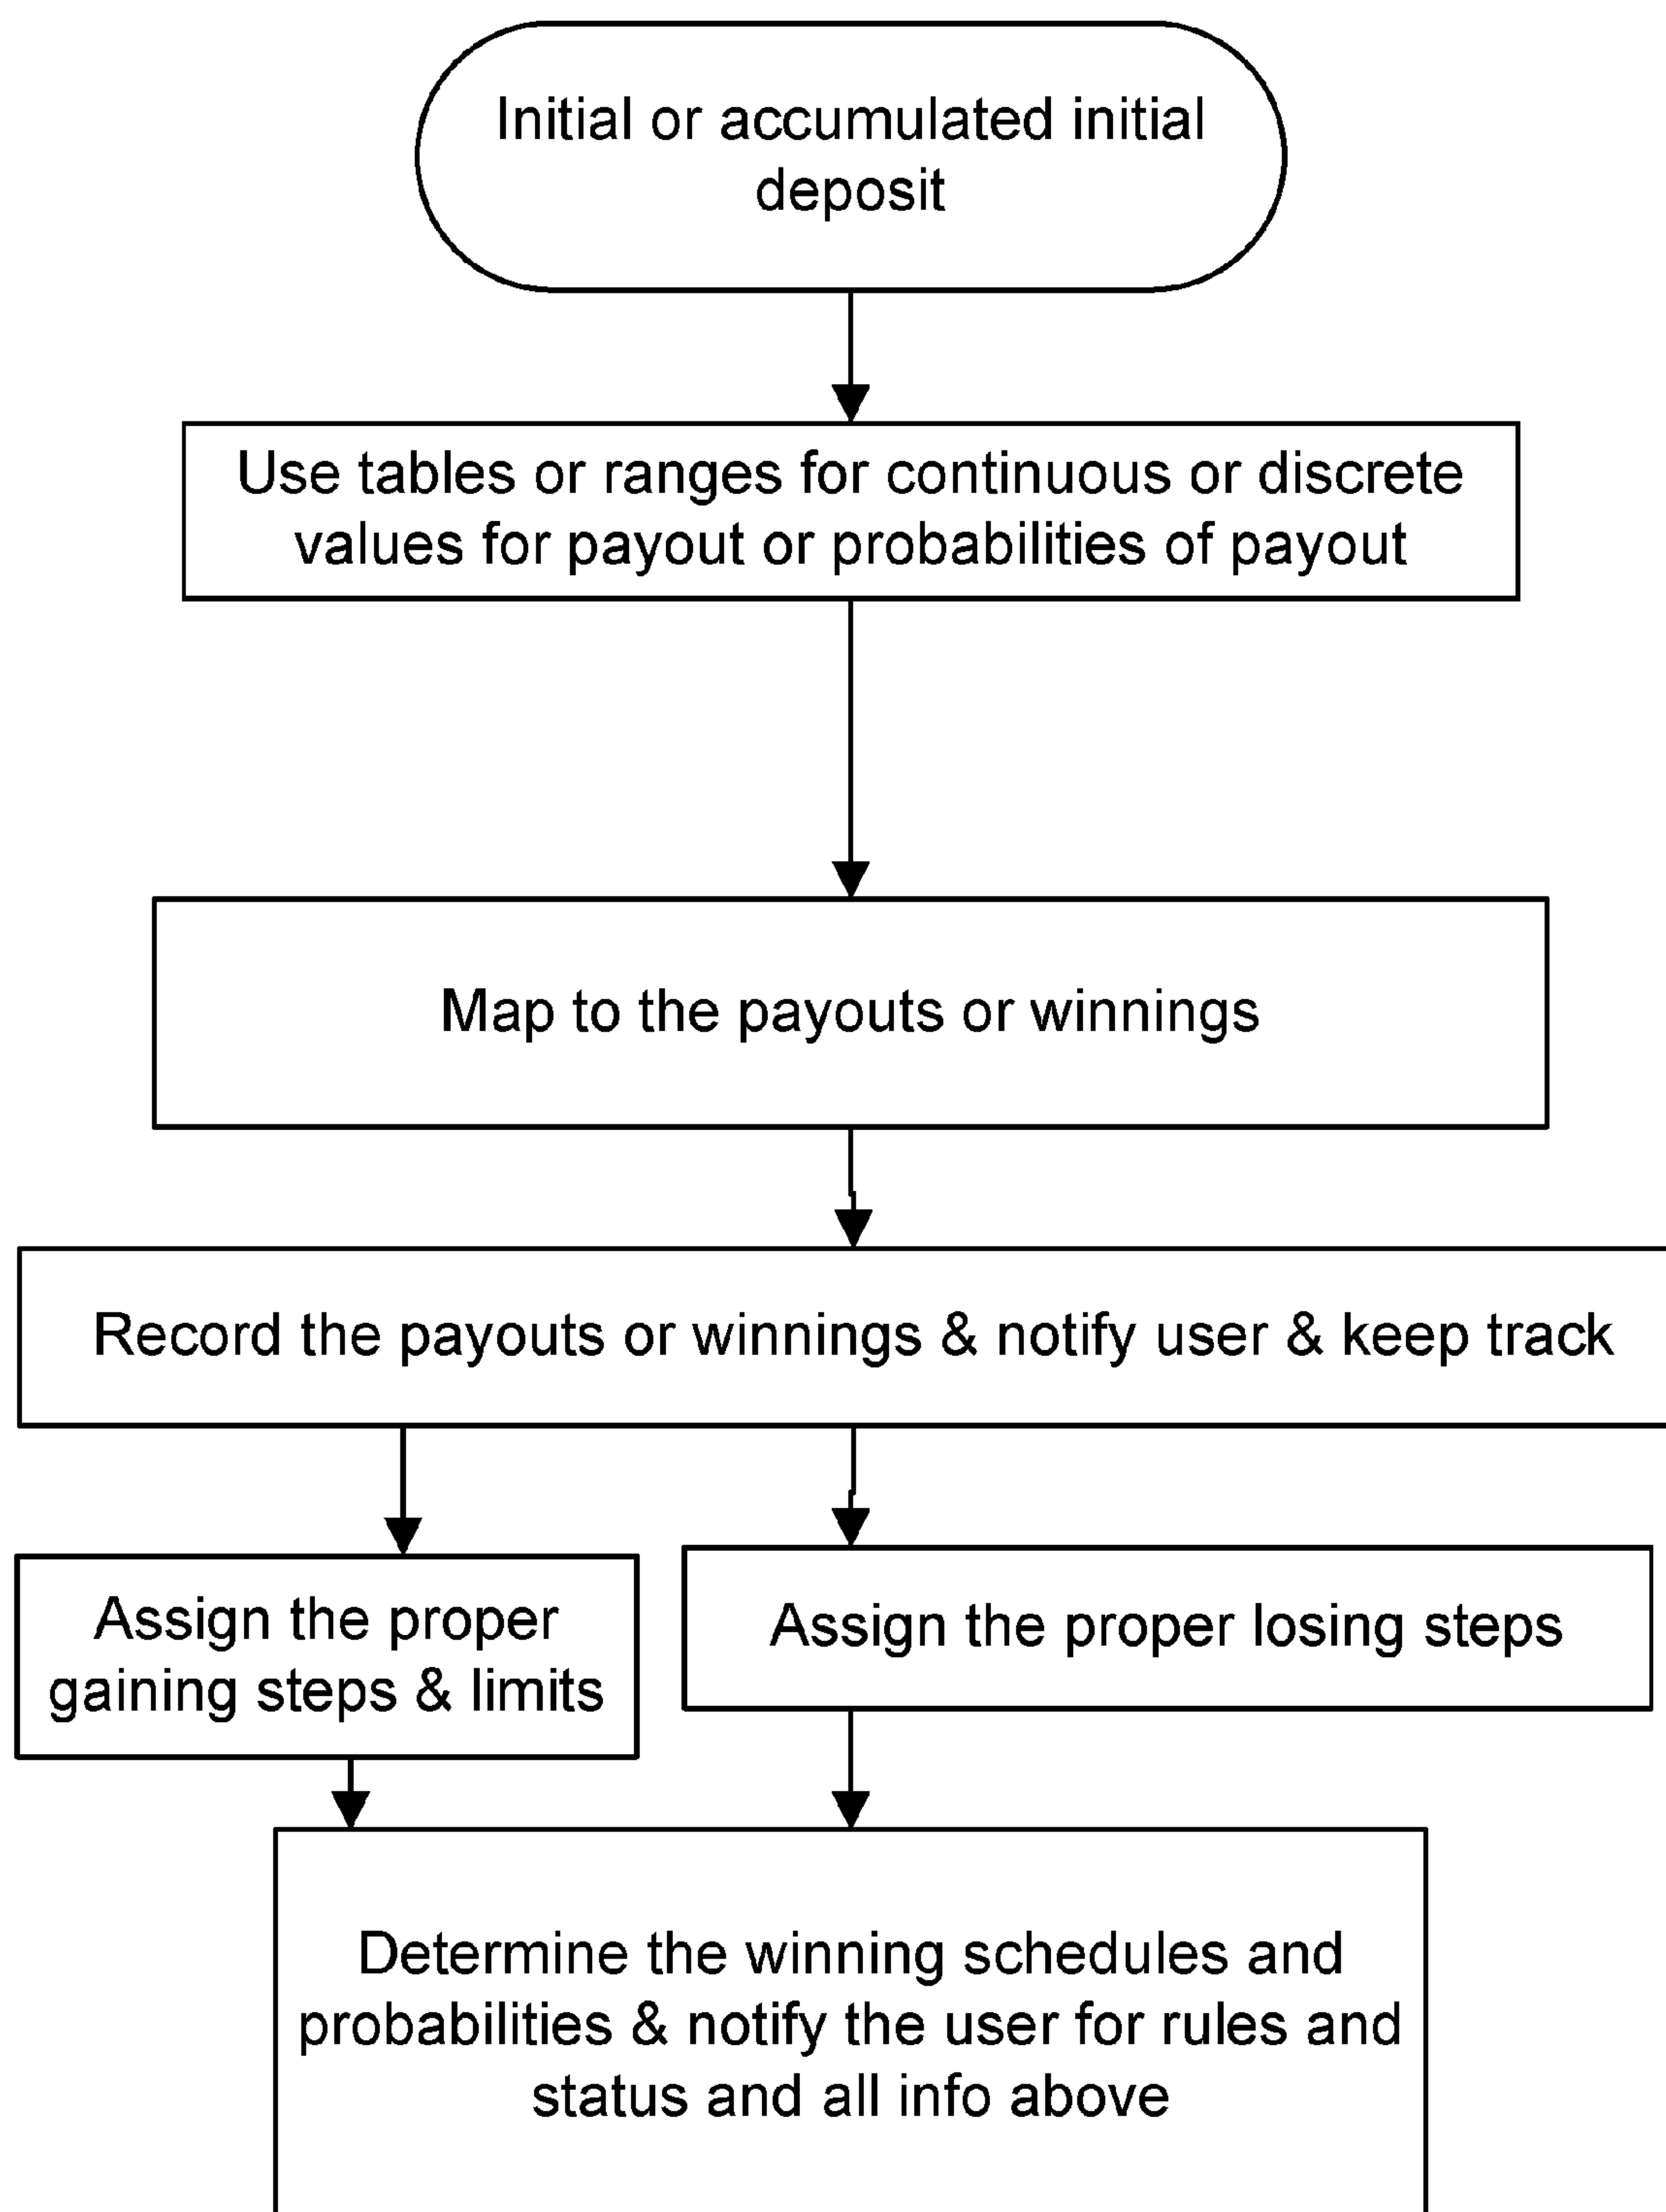 Initial or accumulated initial
deposit
Use tables or ranges for continuous or discrete
values for payout or probabilities of payout
Map to the payouts or winnings
Record the payouts or winnings & notify user & keep track
Assign the proper
gaining steps & limits
Assign the proper losing steps
Determine the winning schedules and
probabilities & notify the user for rules and
status and all info above